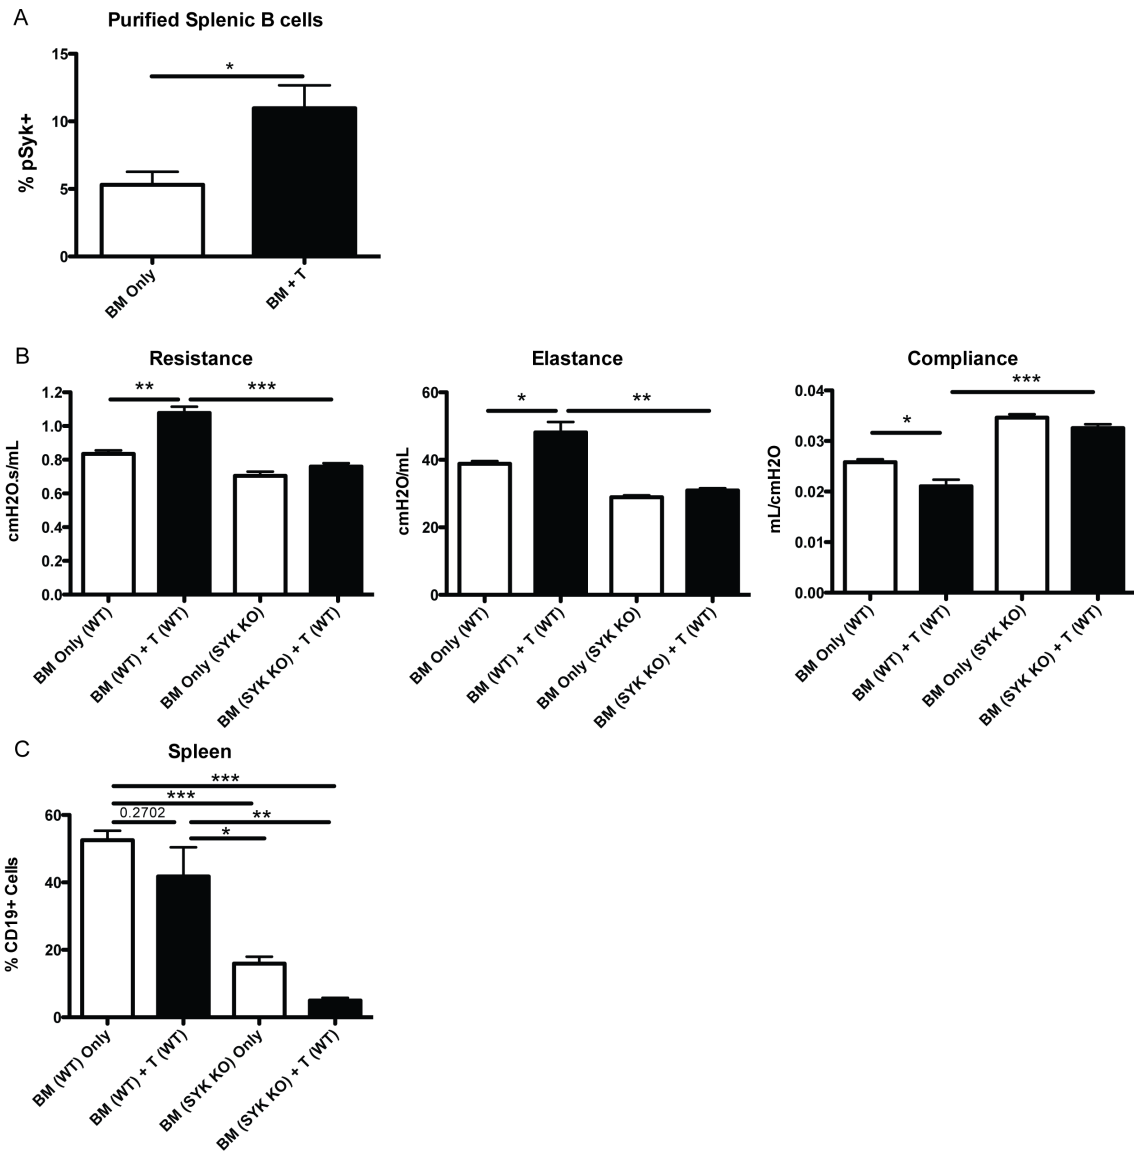 A
Purified Splenic B cells
15
10
5
0
% pSyk+
*
BM Only
BM + T
B
Resistance
1.2
1.0
0.8
0.6
0.4
0.2
0.0
cmH2O.s/mL
**
***
BM Only (WT)
BM (WT) + T (WT)
BM Only (SYK KO)
BM (SYK KO) + T (WT)
Elastance
60
40
20
0
cmH2O/mL
*
**
BM Only (WT)
BM (WT) + T (WT)
BM Only (SYK KO)
BM (SYK KO) + T (WT)
Compliance
0.04
0.03
0.02
0.01
0.00
mL/cmH2O
*
***
BM Only (WT)
BM (WT) + T (WT)
BM Only (SYK KO)
BM (SYK KO) + T (WT)
C
Spleen
60
40
20
0
% CD19+ Cells
***
***
0.2702
**
*
BM (WT) Only
BM (WT) + T (WT)
BM (SYK KO) Only
BM (SYK KO) + T (WT)